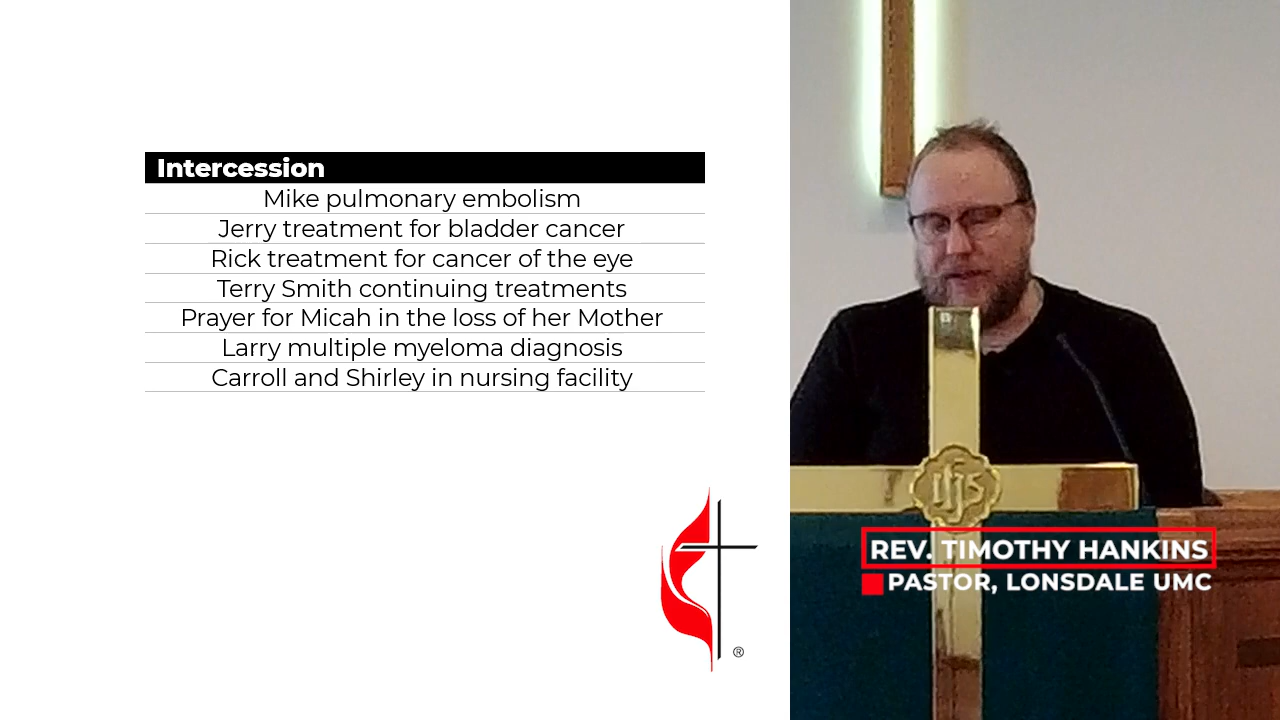 Intercession
Mike pulmonary embolism
Jerry treatment for bladder cancer
Rick treatment for cancer of the eye
Terry Smith continuing treatments
Prayer for Micah in the loss of her Mother
Larry multiple myeloma diagnosis
Carroll and Shirley in nursing facility
®
IHS
REV. TIMOTHY HANKINS
PASTOR, LONSDALE UMC